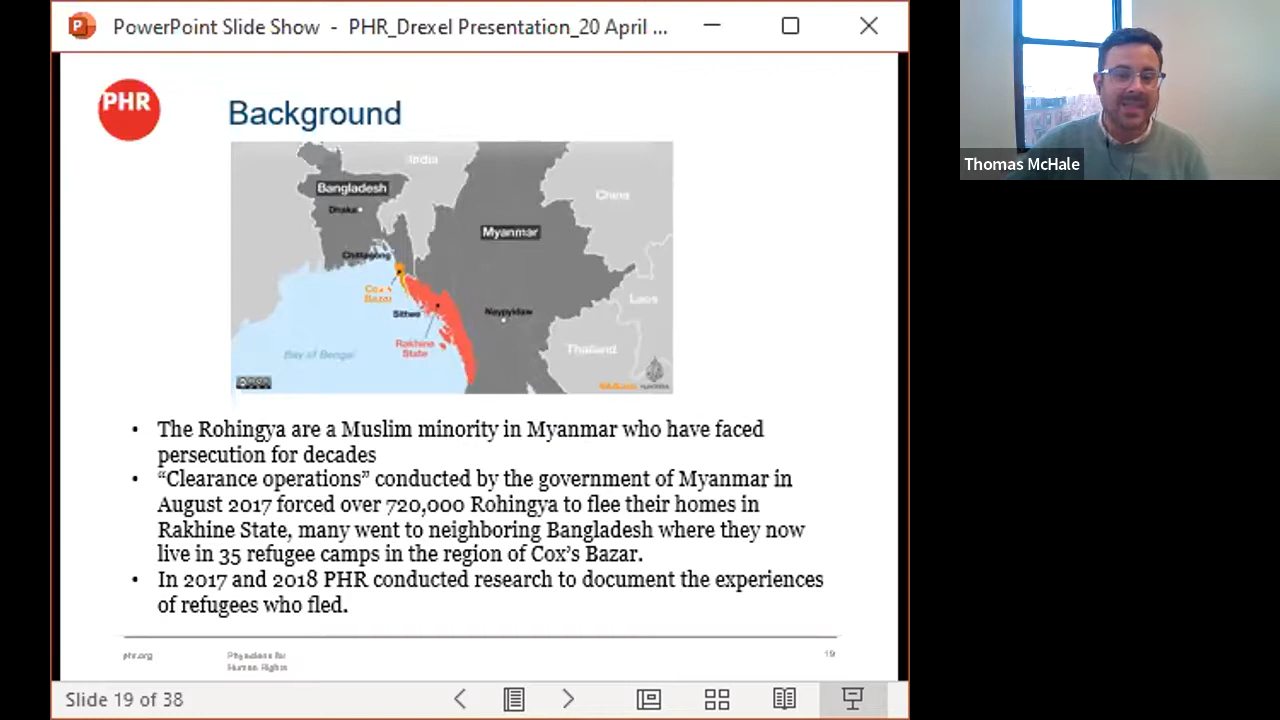 PowerPoint Slide Show - PHR_Drexel Presentation_20 April ...
PHR
Background
India
Bangladesh
Dhaka
China
Myanmar
Chittagong
Cox's
Bazar
Laos
Sittwe
Naypyidaw
Rakhine
State
Thailand
Bay of Bengal
• The Rohingya are a Muslim minority in Myanmar who have faced
persecution for decades
• “Clearance operations” conducted by the government of Myanmar in
August 2017 forced over 720,000 Rohingya to flee their homes in
Rakhine State, many went to neighboring Bangladesh where they now
live in 35 refugee camps in the region of Cox’s Bazar.
• In 2017 and 2018 PHR conducted research to document the experiences
of refugees who fled.
phr.org
Physicians for
Human Rights
19
Slide 19 of 38
Thomas McHale